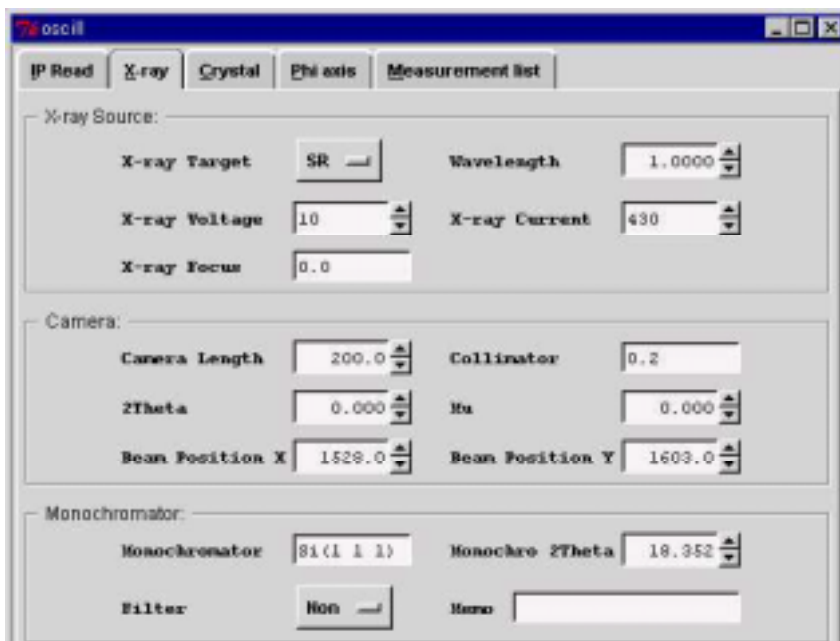 oscill
IP Read X-ray Crystal Phi axis Measurement list
X-ray Source:
X-ray Target SR Wavelength 1.0000
X-ray Voltage 10 X-ray Current 430
X-ray Focus 0.0
Camera:
Camera Length 200.0 Collimator 0.2
2Theta 0.000 Mu 0.000
Beam Position X 1529.0 Beam Position Y 1603.0
Monochromator:
Monochromator Si(1 1 1) Monochro 2Theta 18.352
Filter Non Memo